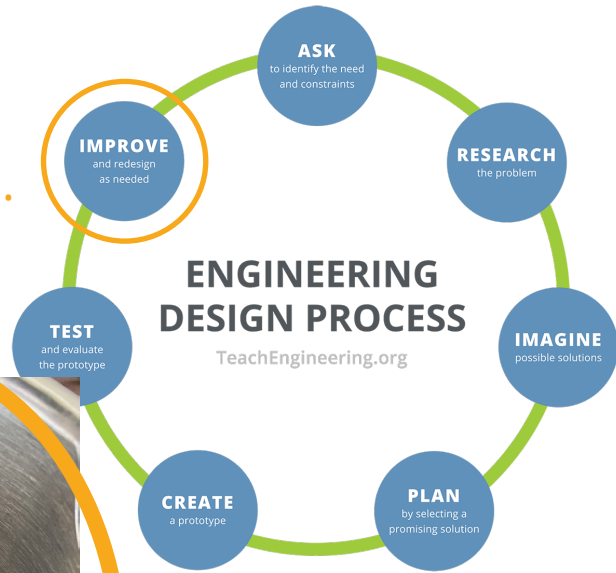 ASK
to identify the need
and constraints
RESEARCH
the problem
IMAGINE
possible solutions
PLAN
by selecting a
promising solution
CREATE
a prototype
TEST
and evaluate
the prototype
IMPROVE
and redesign
as needed
ENGINEERING
DESIGN PROCESS
TeachEngineering.org